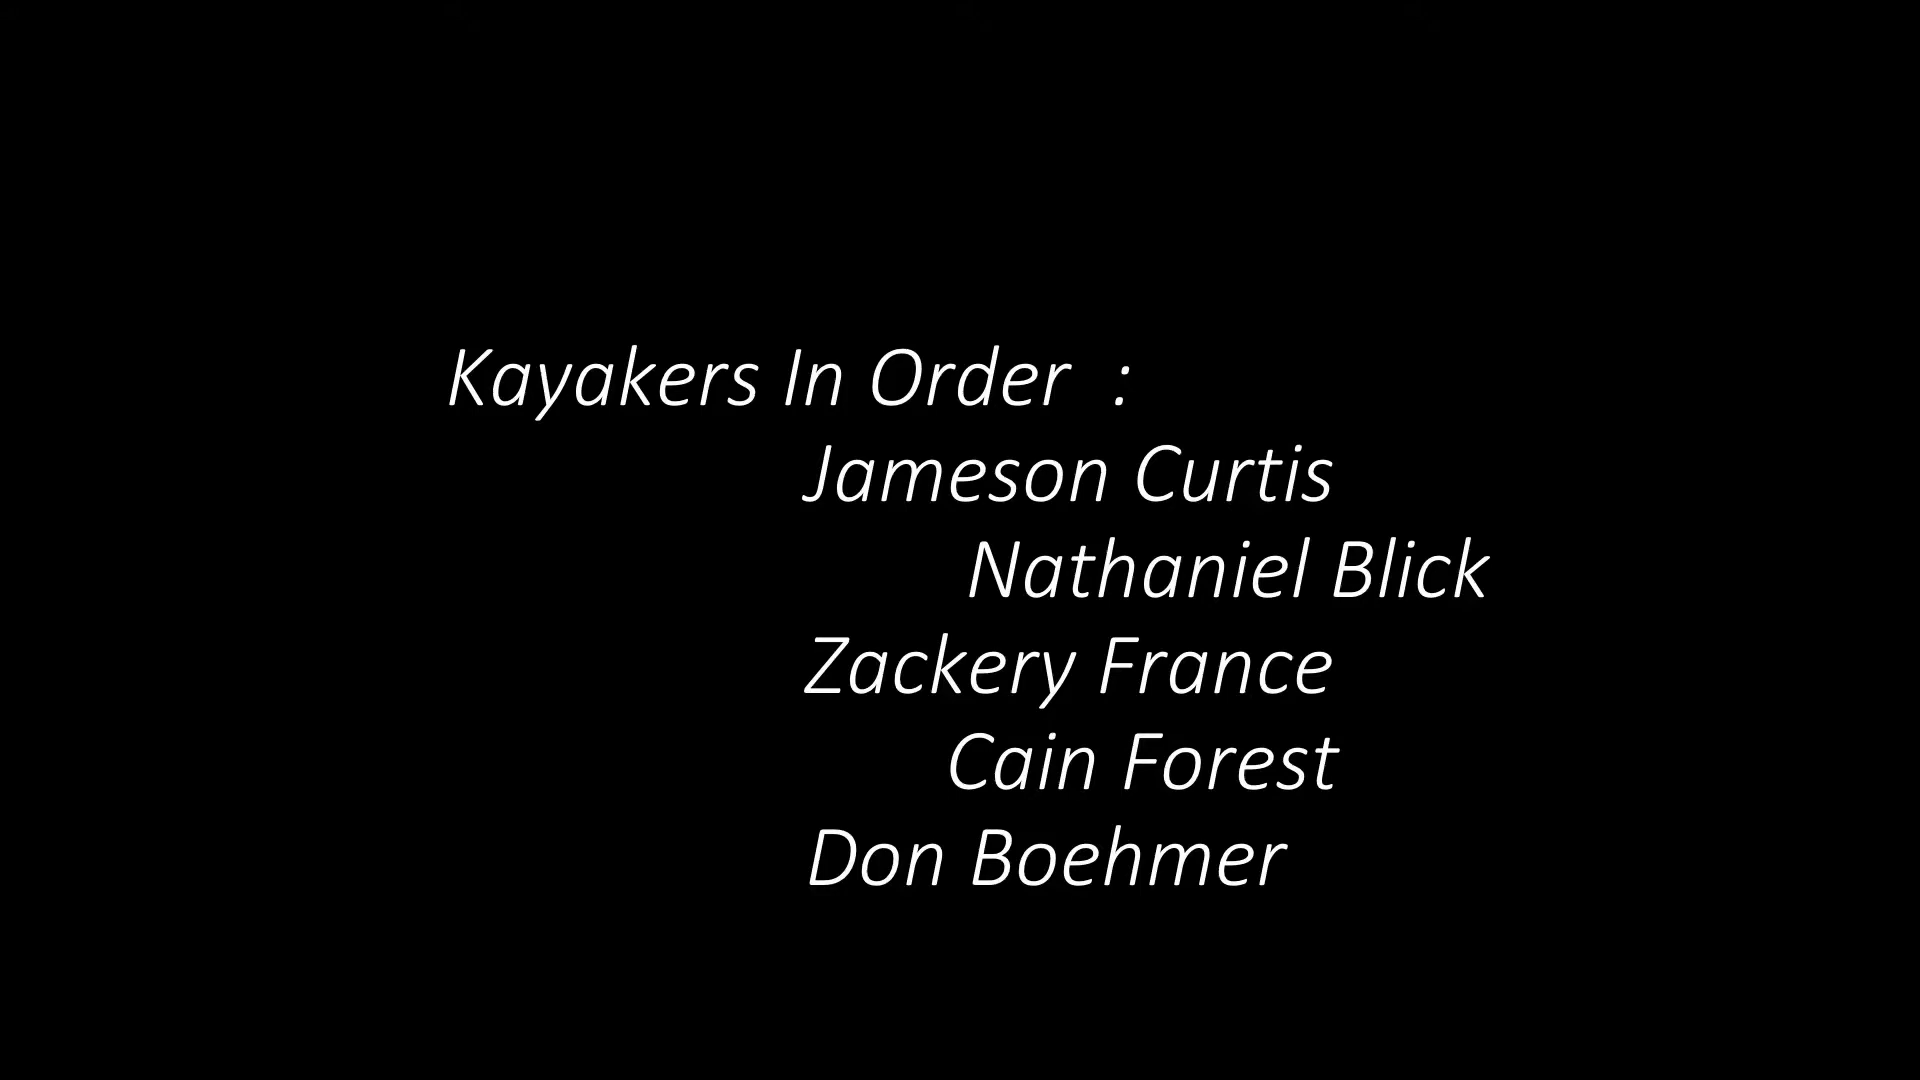 Kayakers In Order  :
Jameson Curtis
Nathaniel Blick
Zackery France
Cain Forest
Don Boehmer